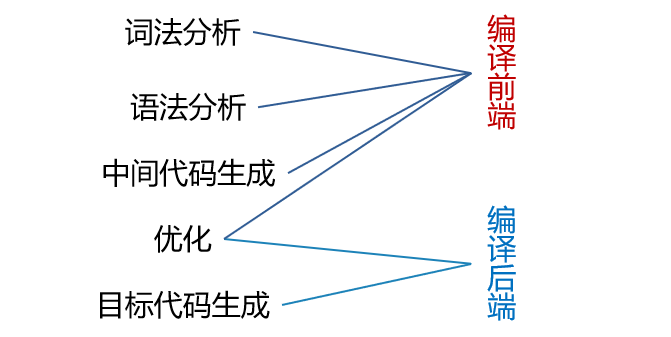 词法分析
语法分析
中间代码生成
优化
目标代码生成
编译前端
编译后端